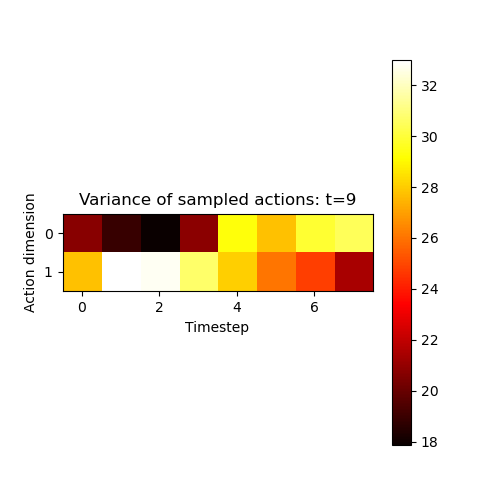 Variance of sampled actions: t=9
Action dimension
0
1
0 2 4 6
Timestep
32
30
28
26
24
22
20
18